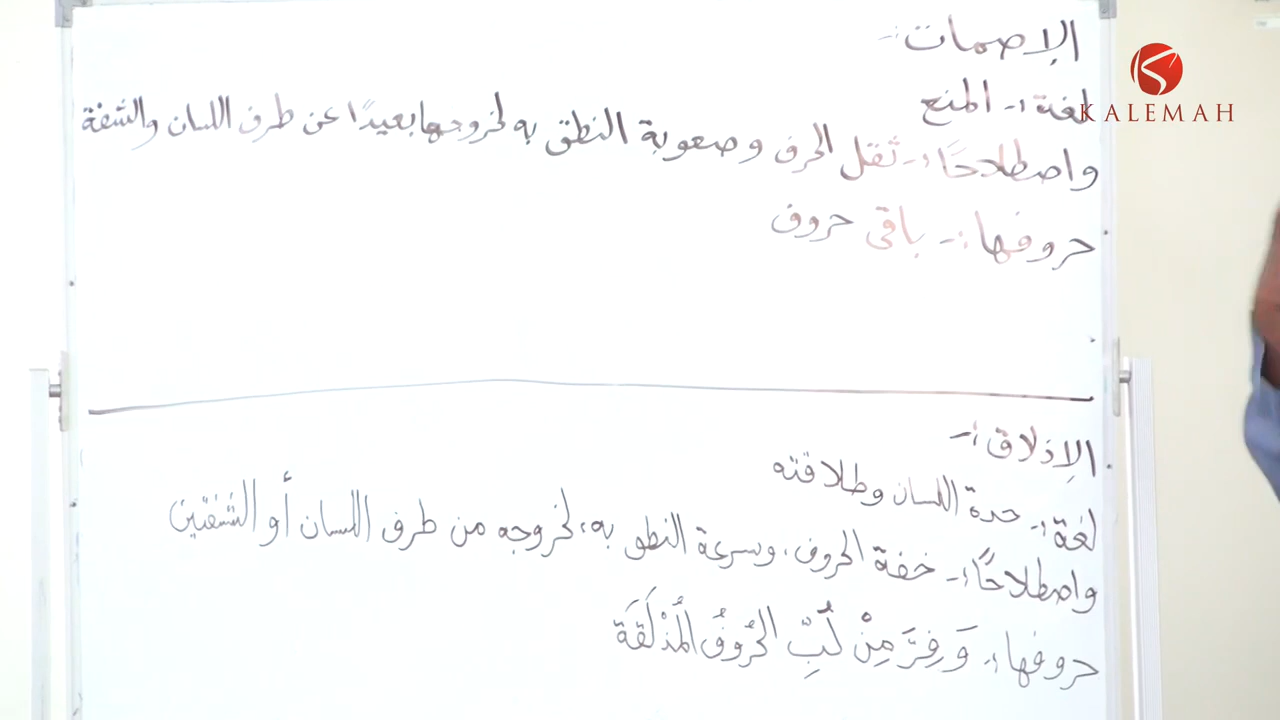 الإصمات :-
لغة :- المنع
واصطلاحًا :- ثقل الحرف وصعوبة النطق به لخروجها بعيدًا عن طرف اللسان والشفة
حروفها :- باقي حروف
الإذلاق :-
لغة :- حدة اللسان وطلاقته
واصطلاحًا :- خفة الحروف، وسرعة النطق به، لخروجه من طرف اللسان أو الشفتين
حروفها :- وَفِرَّ مِنْ لُبِّ الحُرُوفُ المُذْلَقَة
KALEMAH